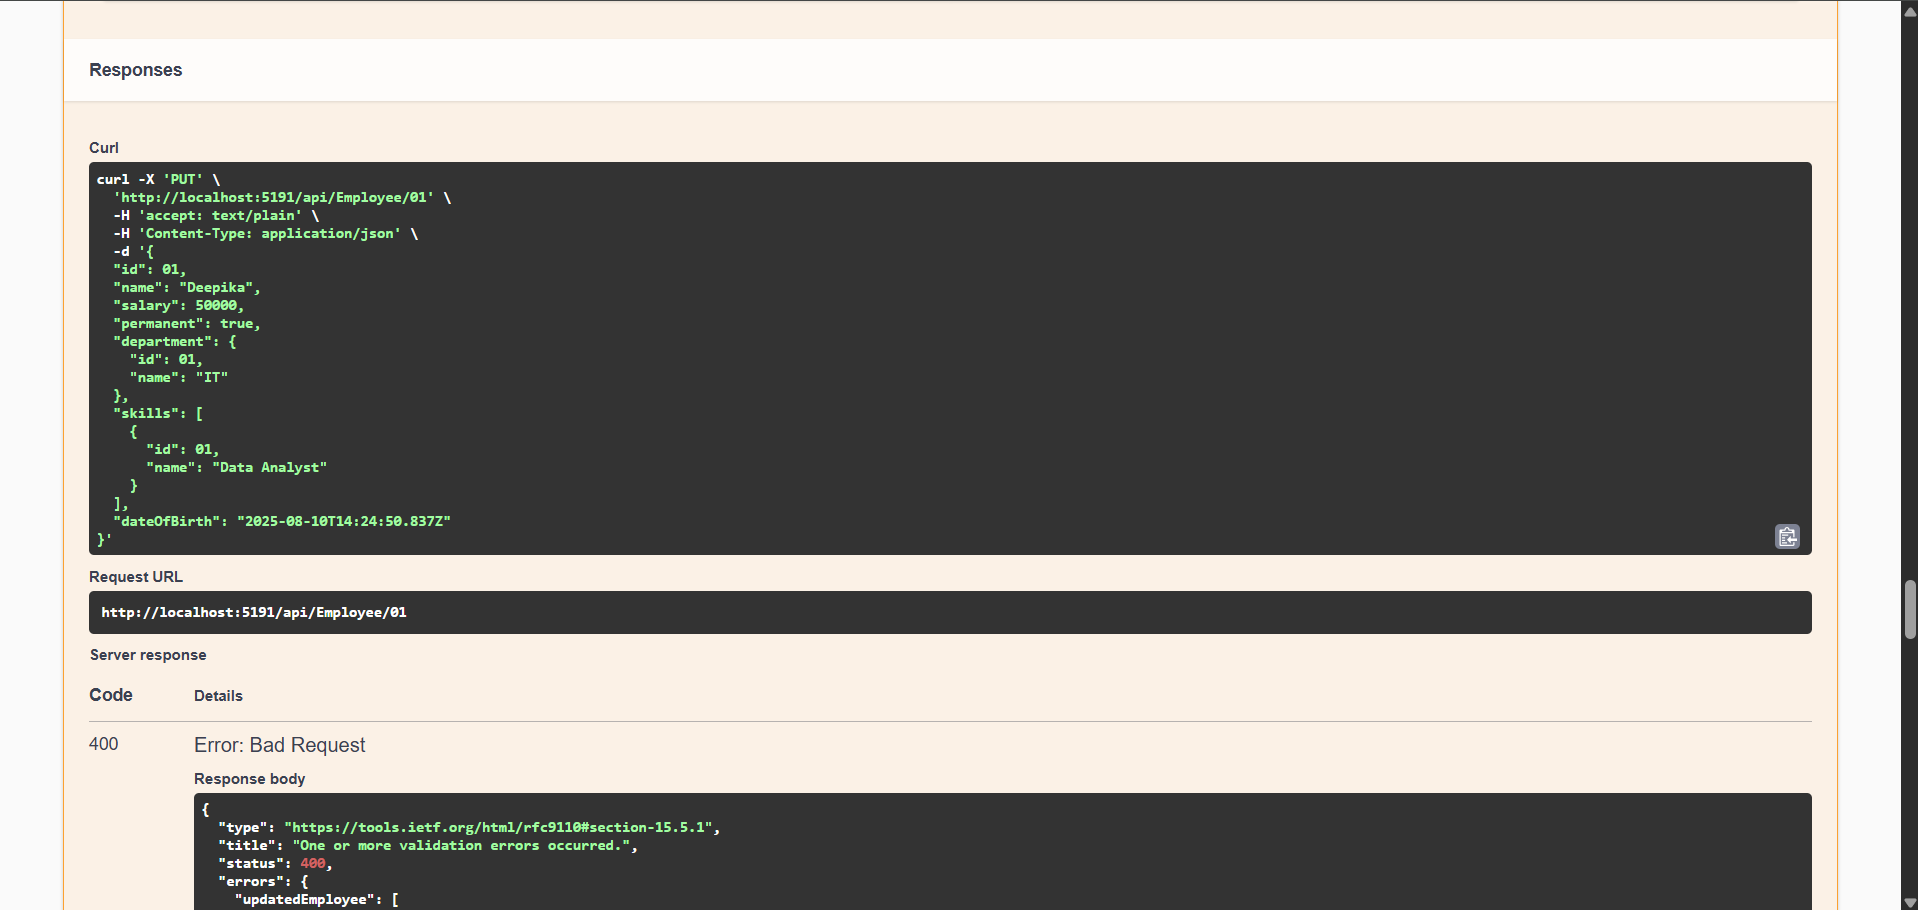 Responses
Curl
curl -X 'PUT' \
  'http://localhost:5191/api/Employee/01' \
  -H 'accept: text/plain' \
  -H 'Content-Type: application/json' \
  -d '{
  "id": 01,
  "name": "Deepika",
  "salary": 50000,
  "permanent": true,
  "department": {
    "id": 01,
    "name": "IT"
  },
  "skills": [
    {
      "id": 01,
      "name": "Data Analyst"
    }
  ],
  "dateOfBirth": "2025-08-10T14:24:50.837Z"
}'
Request URL
http://localhost:5191/api/Employee/01
Server response
Code Details
400 Error: Bad Request
Response body
{
  "type": "https://tools.ietf.org/html/rfc9110#section-15.5.1",
  "title": "One or more validation errors occurred.",
  "status": 400,
  "errors": {
    "updatedEmployee": [